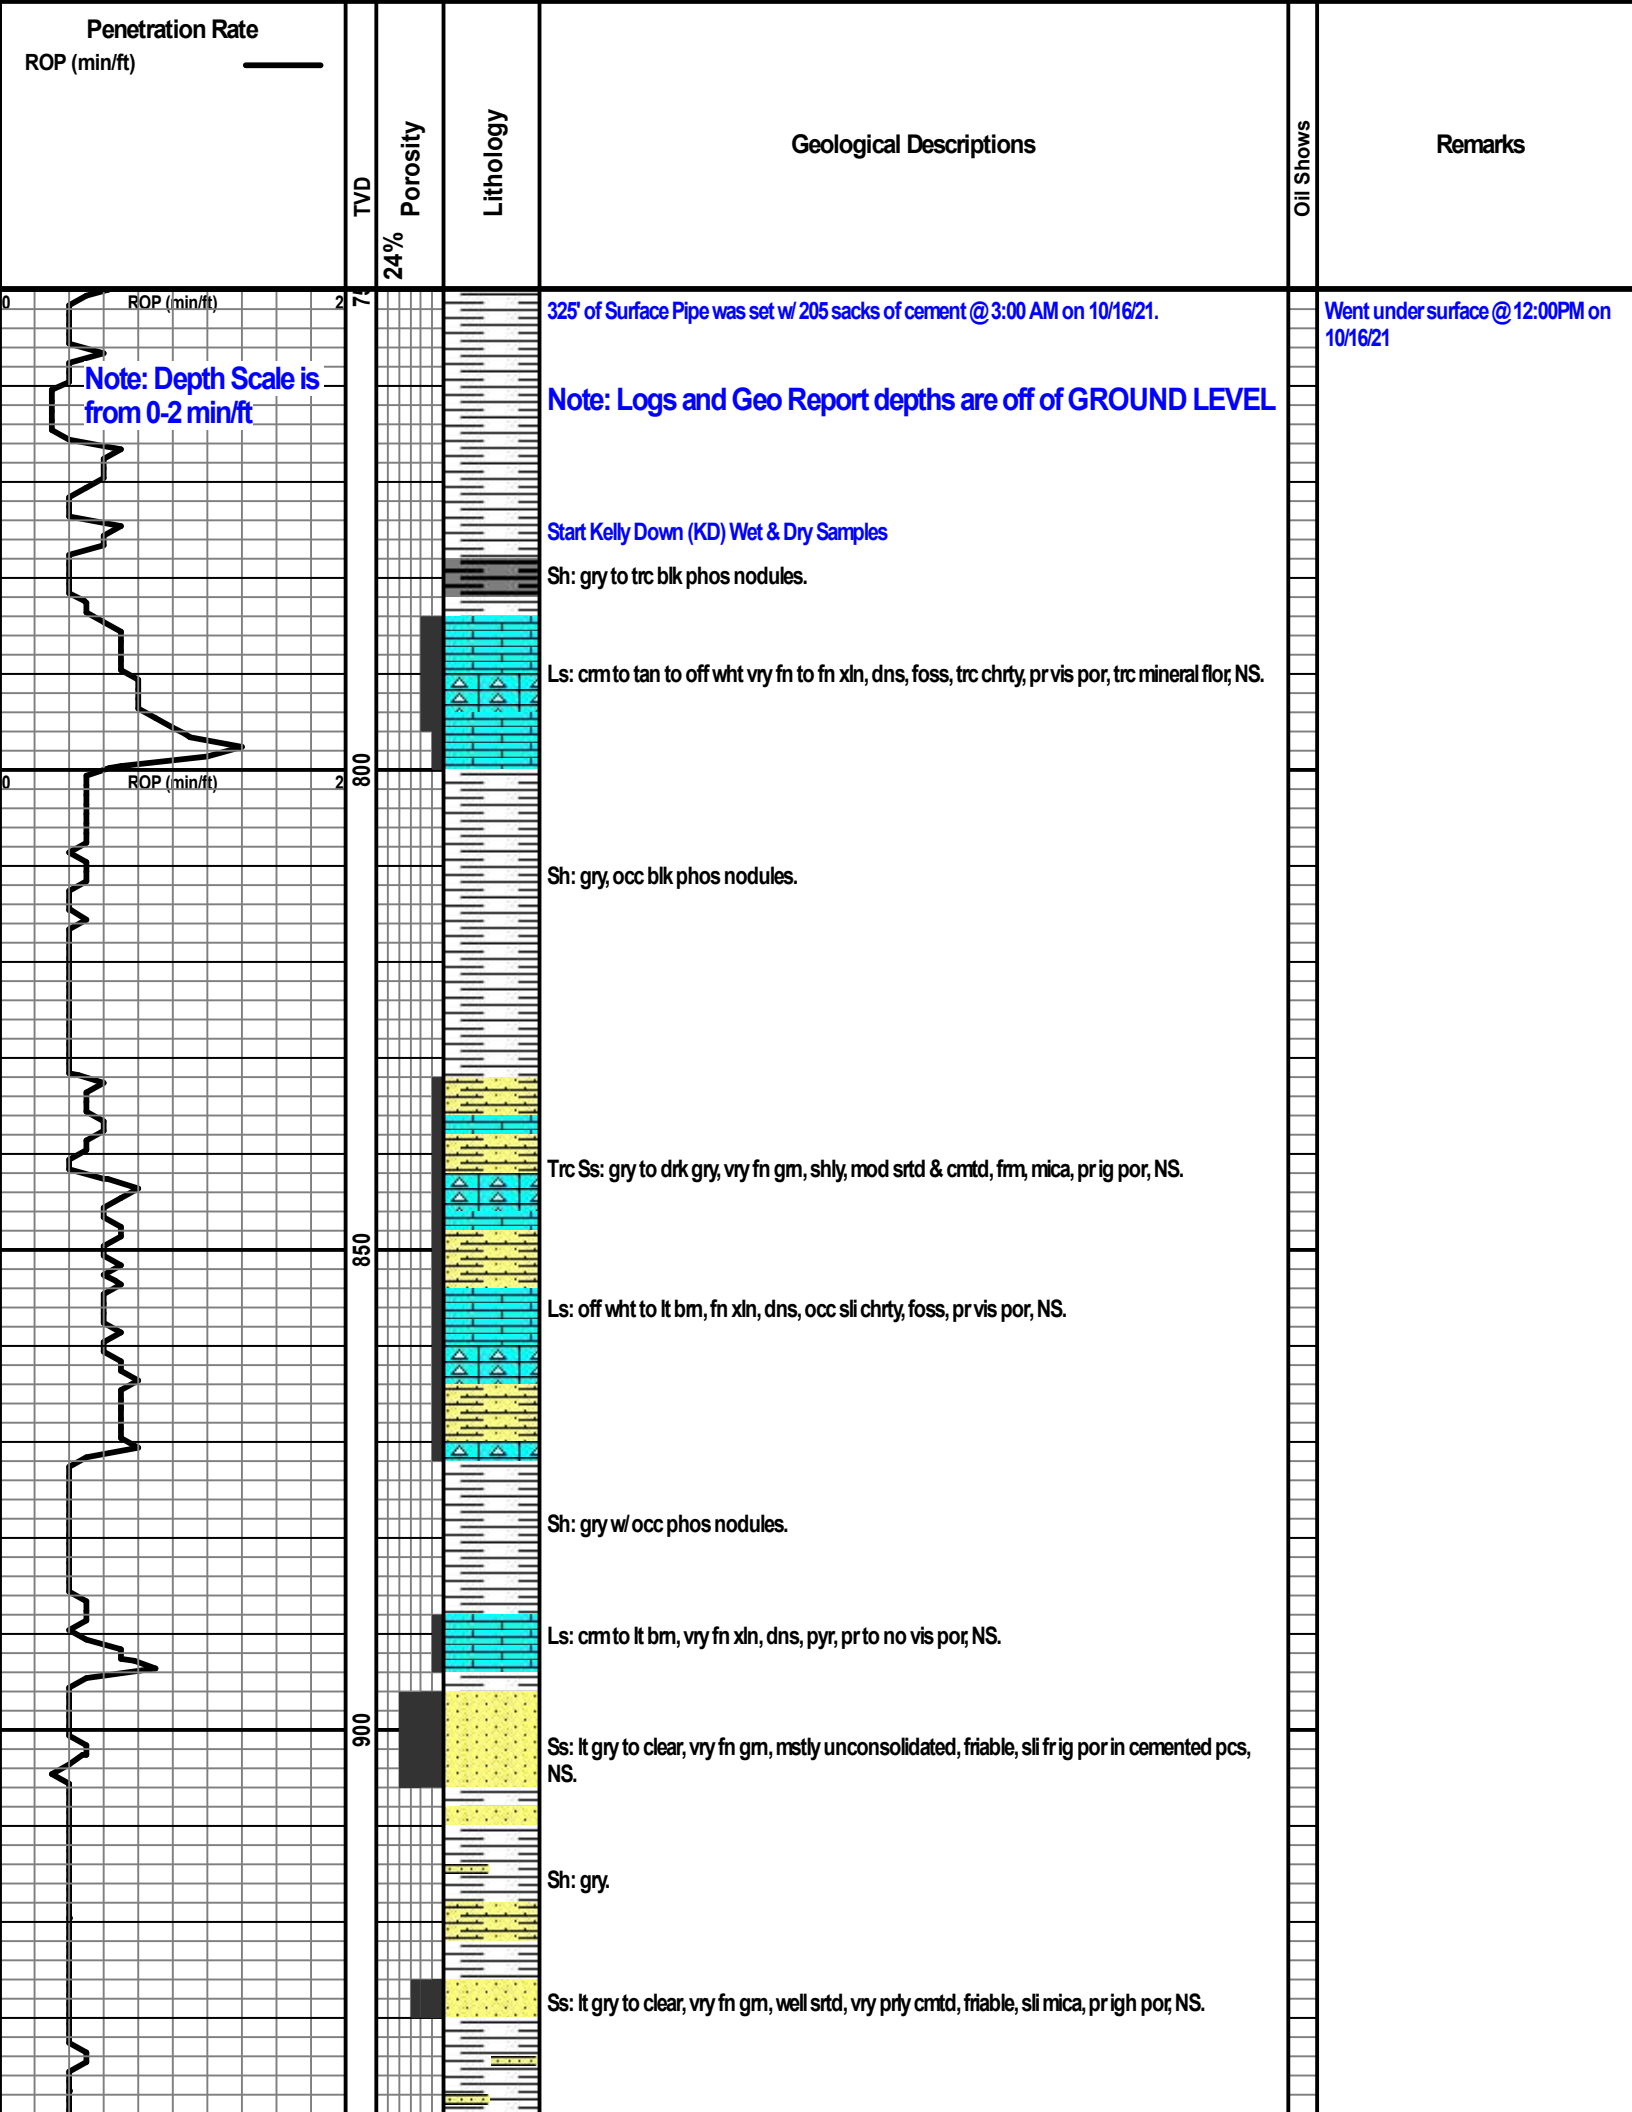 Penetration Rate
ROP (min/ft)
TVD
24%
Porosity
Lithology
Geological Descriptions
Oil Shows
Remarks
0 ROP (min/ft) 2
325' of Surface Pipe was set w/ 205 sacks of cement @ 3:00 AM on 10/16/21.
Went under surface @ 12:00PM on
10/16/21
Note: Depth Scale is
from 0-2 min/ft
Note: Logs and Geo Report depths are off of GROUND LEVEL
Start Kelly Down (KD) Wet & Dry Samples
Sh: gry to trc blk phos nodules.
Ls: crm to tan to off wht vry fn to fn xln, dns, foss, trc chrty, pr vis por, trc mineral flor, NS.
800
0 ROP (min/ft) 2
Sh: gry, occ blk phos nodules.
Trc Ss: gry to drk gry, vry fn grn, shly, mod srtd & cmtd, frm, mica, pr ig por, NS.
850
Ls: off wht to lt brn, fn xln, dns, occ sli chrty, foss, pr vis por, NS.
Sh: gry w/ occ phos nodules.
Ls: crm to lt brn, vry fn xln, dns, pyr, pr to no vis por, NS.
900
Ss: lt gry to clear, vry fn grn, mstly unconsolidated, friable, sli fr ig por in cemented pcs,
NS.
Sh: gry.
Ss: lt gry to clear, vry fn grn, well srtd, vry prly cmtd, friable, sli mica, pr igh por, NS.